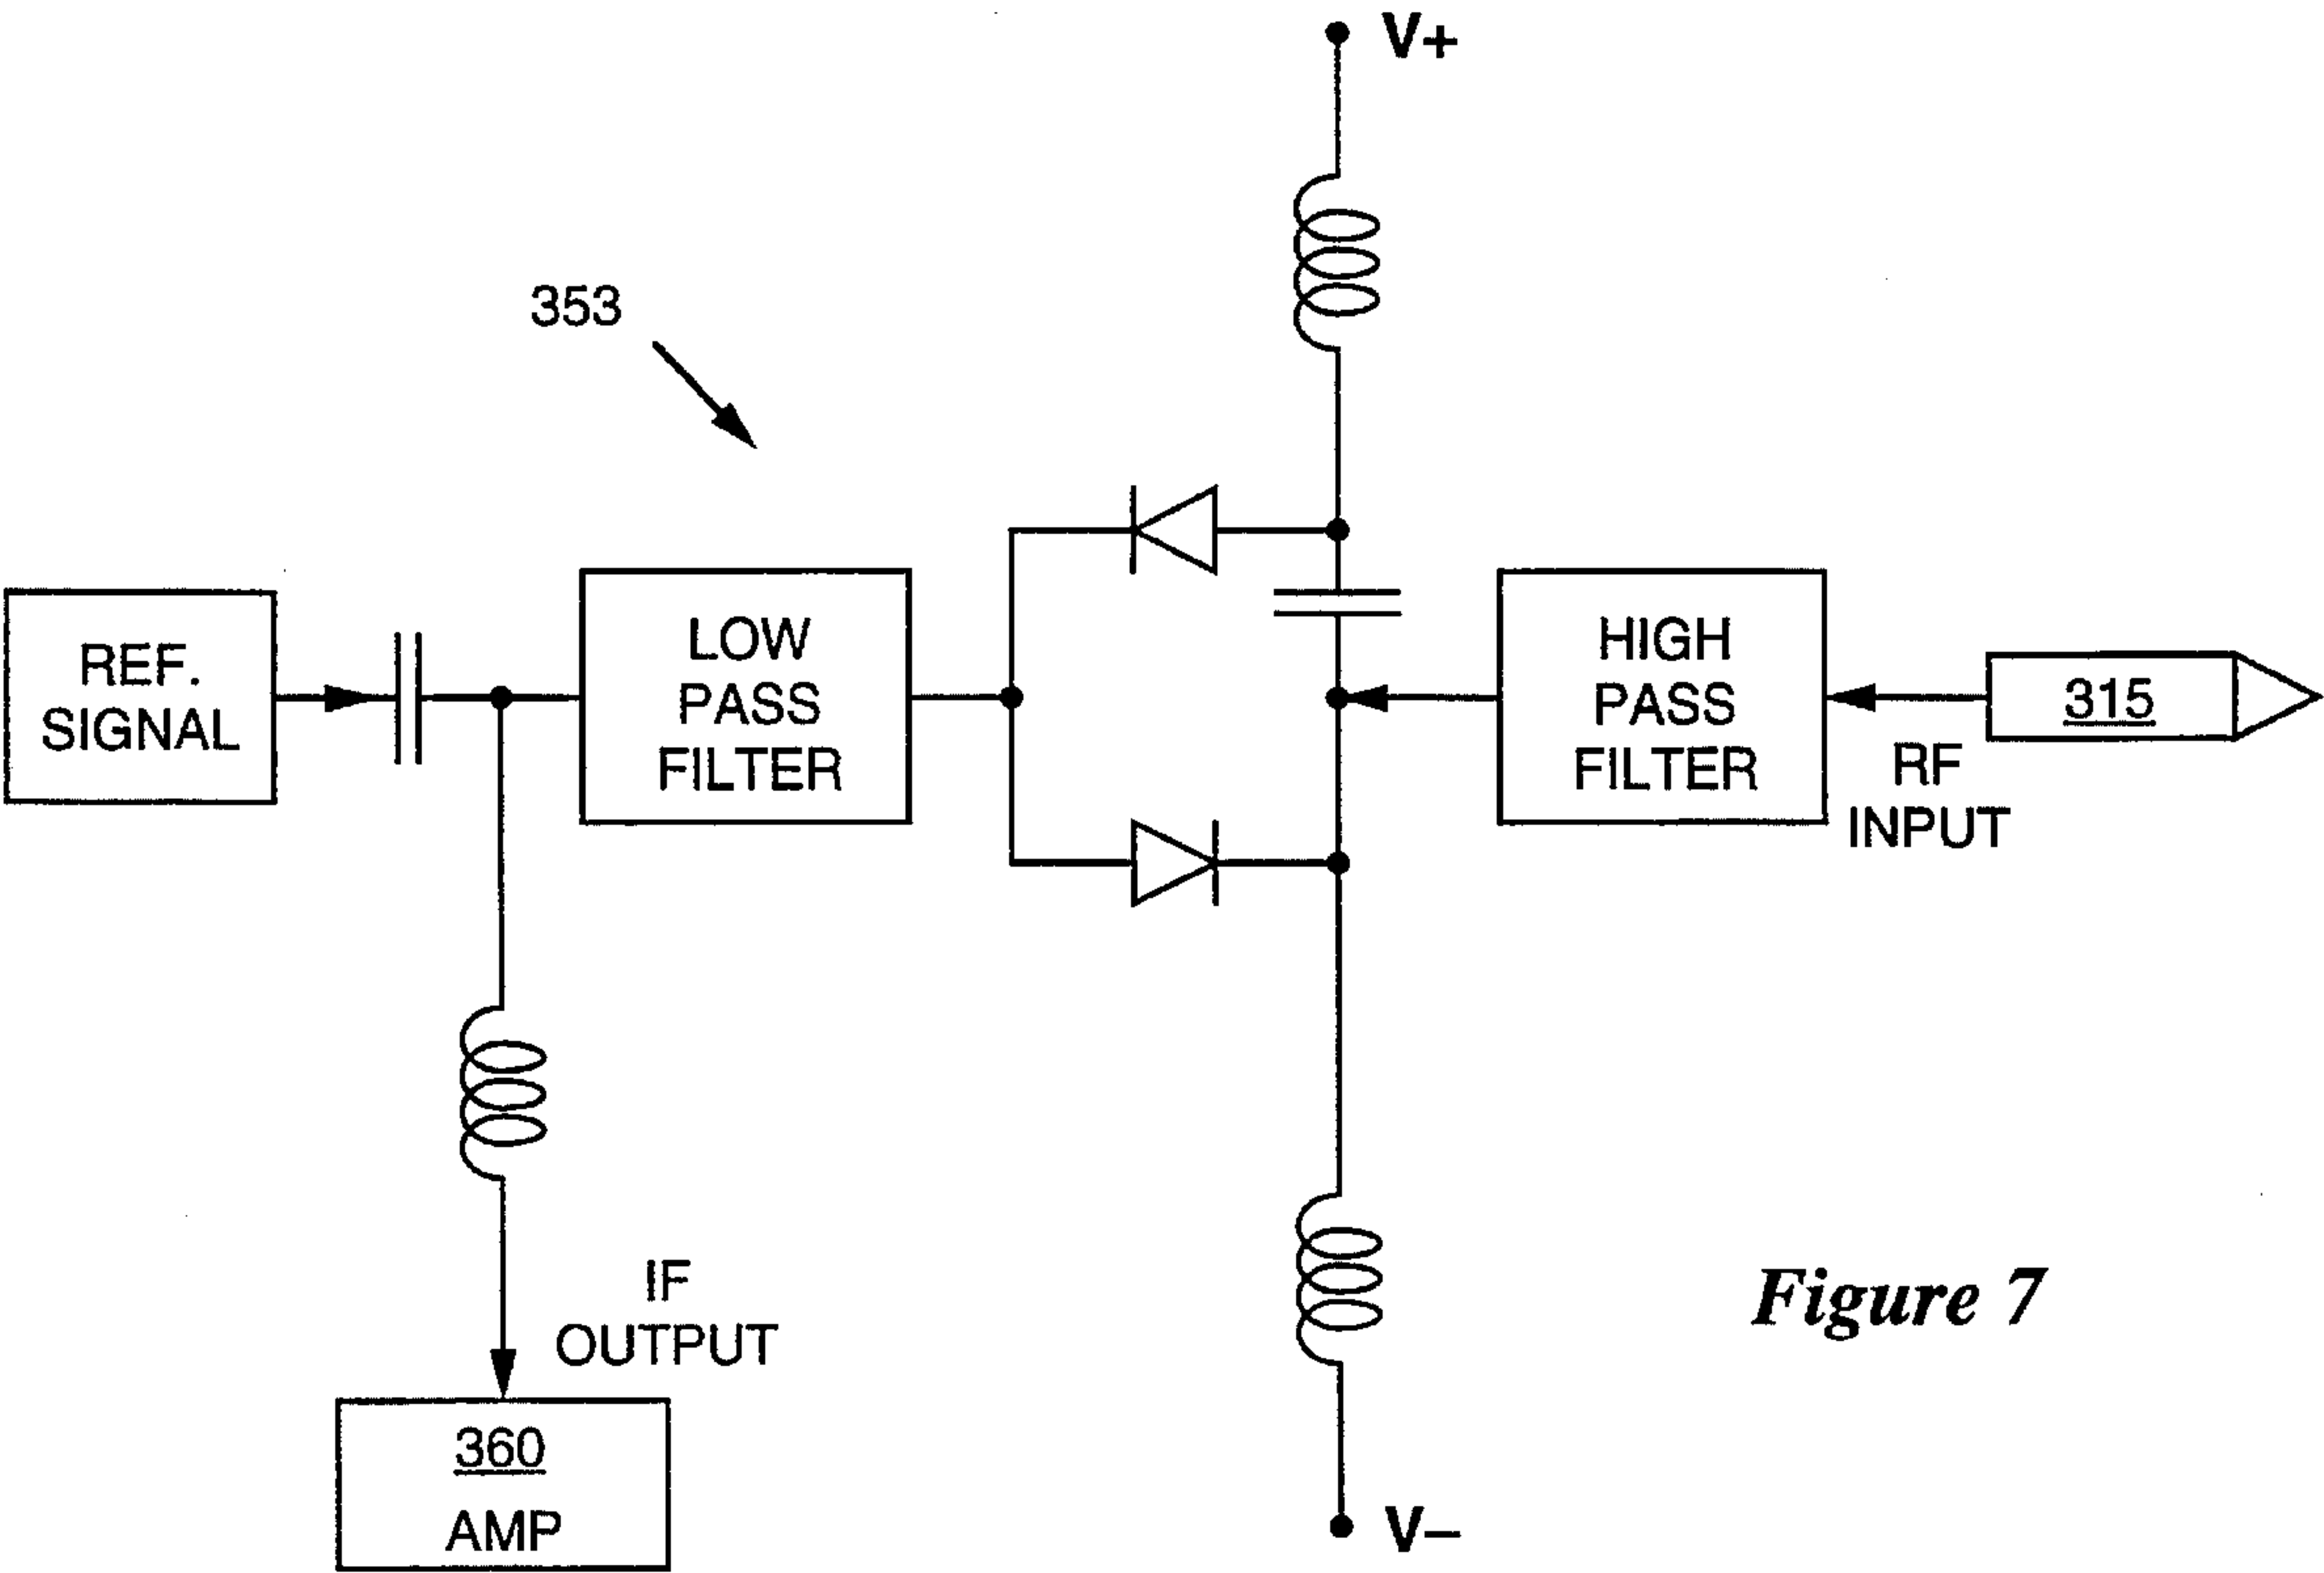 V+
353
REF.
SIGNAL
LOW
PASS
FILTER
HIGH
PASS
FILTER
315
RF
INPUT
IF
OUTPUT
360
AMP
V–
Figure 7